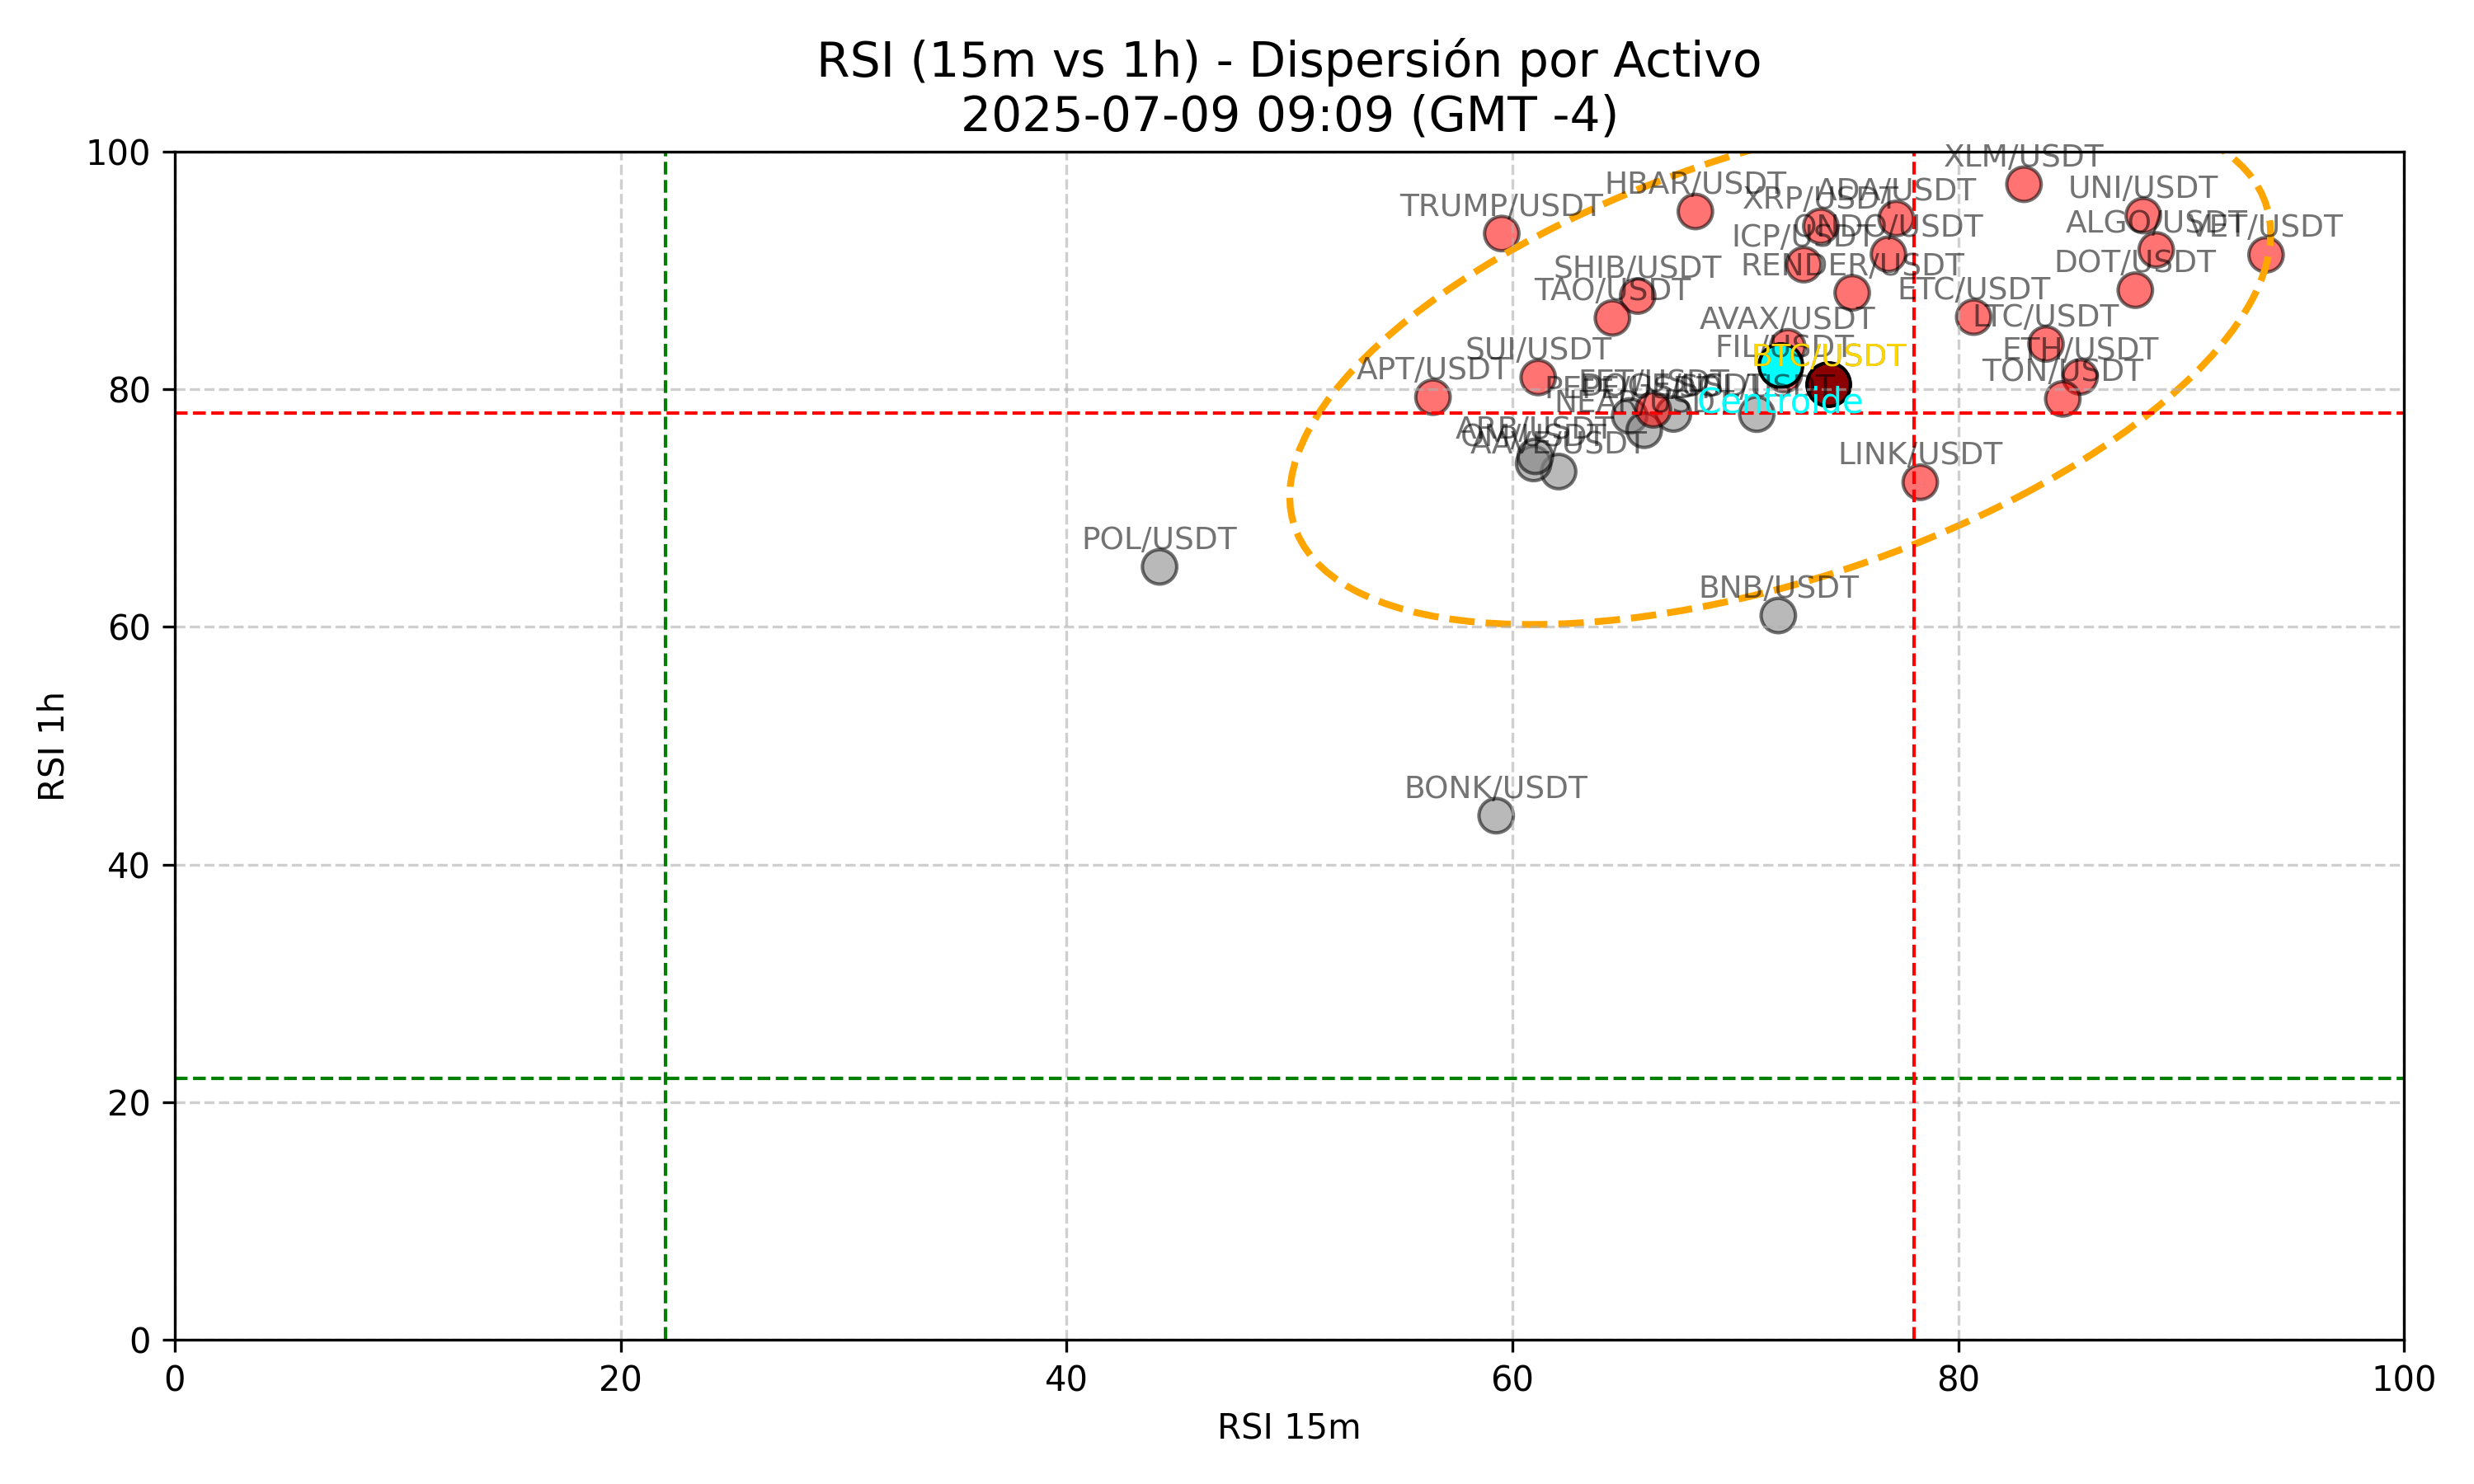 RSI (15m vs 1h) - Dispersión por Activo
2025-07-09 09:09 (GMT -4)
RSI 1h
100
80
60
40
20
0
XLM/USDT
HBAR/USDT
ADA/USDT
UNI/USDT
TRUMP/USDT
XRP/USDT
ALGO/USDT
VET/USDT
ONDO/USDT
ICP/USDT
SHIB/USDT
RENDER/USDT
DOT/USDT
TAO/USDT
ETC/USDT
AVAX/USDT
LTC/USDT
SUI/USDT
FIL/USDT
BTC/USDT
ETH/USDT
APT/USDT
TON/USDT
FET/USDT
Centroide
ARB/USDT
AAVE/USDT
LINK/USDT
POL/USDT
BNB/USDT
BONK/USDT
0
20
40
60
80
100
RSI 15m